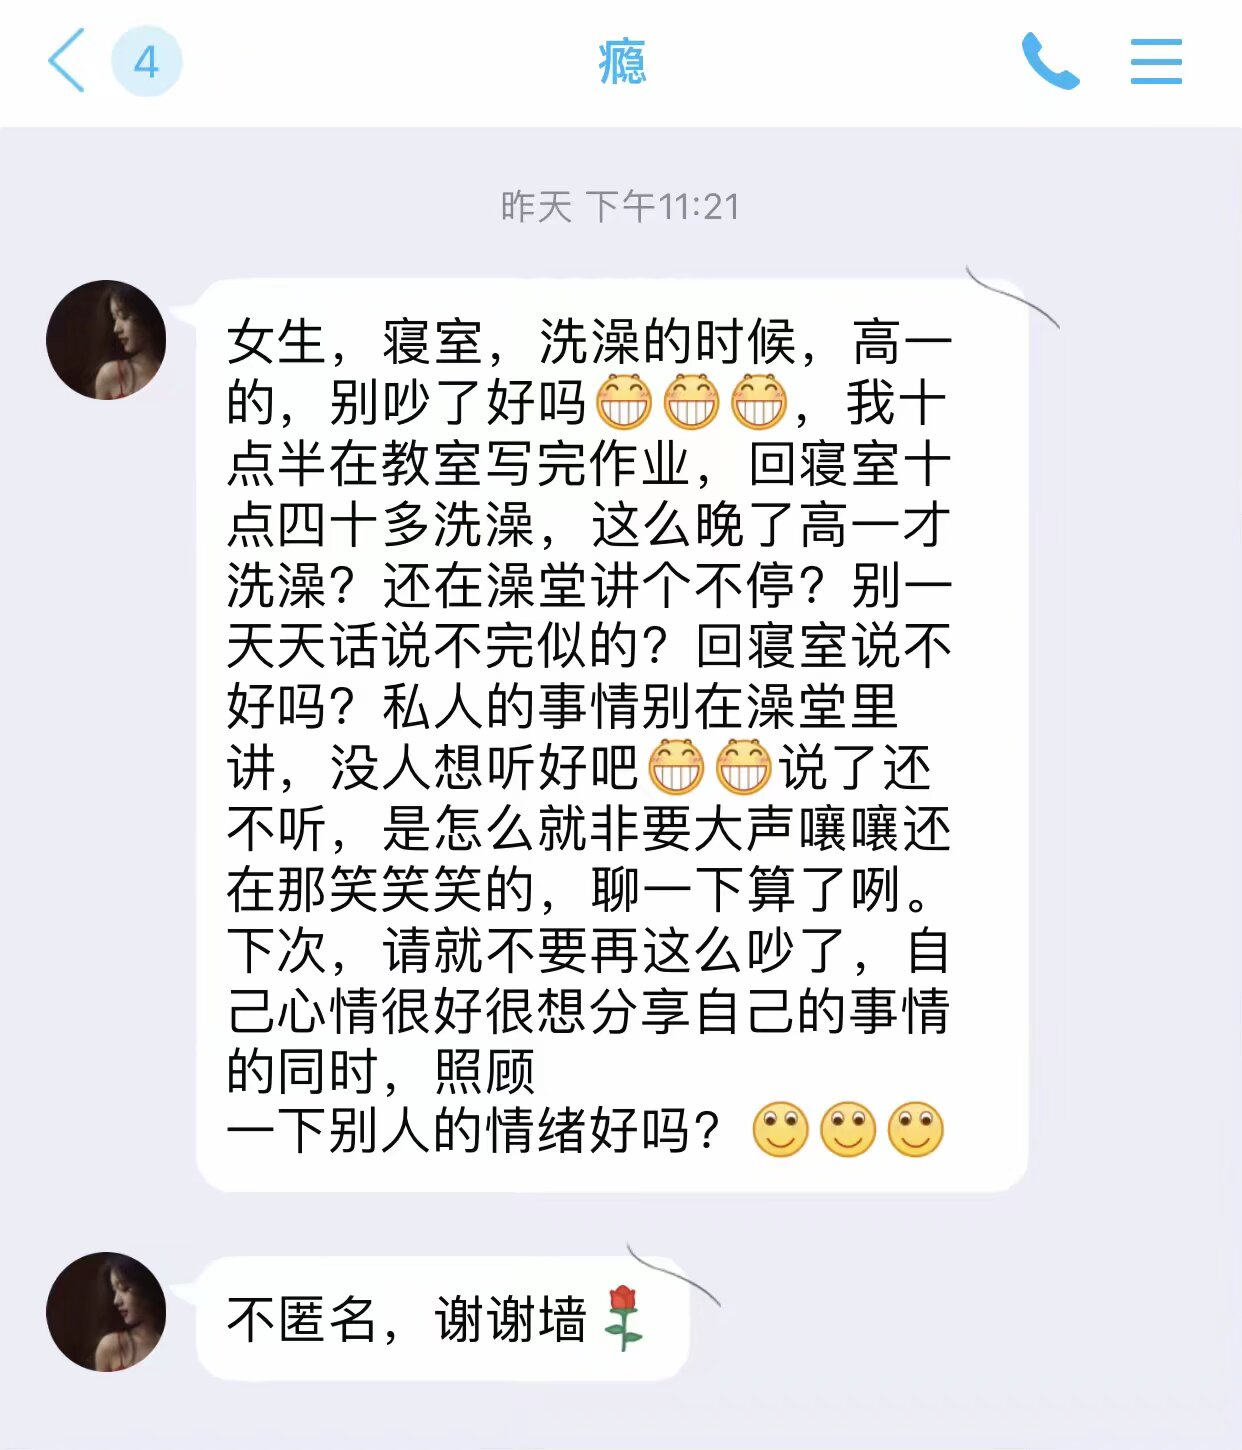 4
瘾
昨天 下午11:21
女生，寝室，洗澡的时候，高一
的，别吵了好吗，我十
点半在教室写完作业，回寝室十
点四十多洗澡，这么晚了高一才
洗澡？还在澡堂讲个不停？别一
天天话说不完似的？回寝室说不
好吗？私人的事情别在澡堂里
讲，没人想听好吧说了还
不听，是怎么就非要大声嚷嚷还
在那笑笑笑的，聊一下算了咧。
下次，请就不要再这么吵了，自
己心情很好很想分享自己的事情
的同时，照顾
一下别人的情绪好吗？
不匿名，谢谢墙🌹